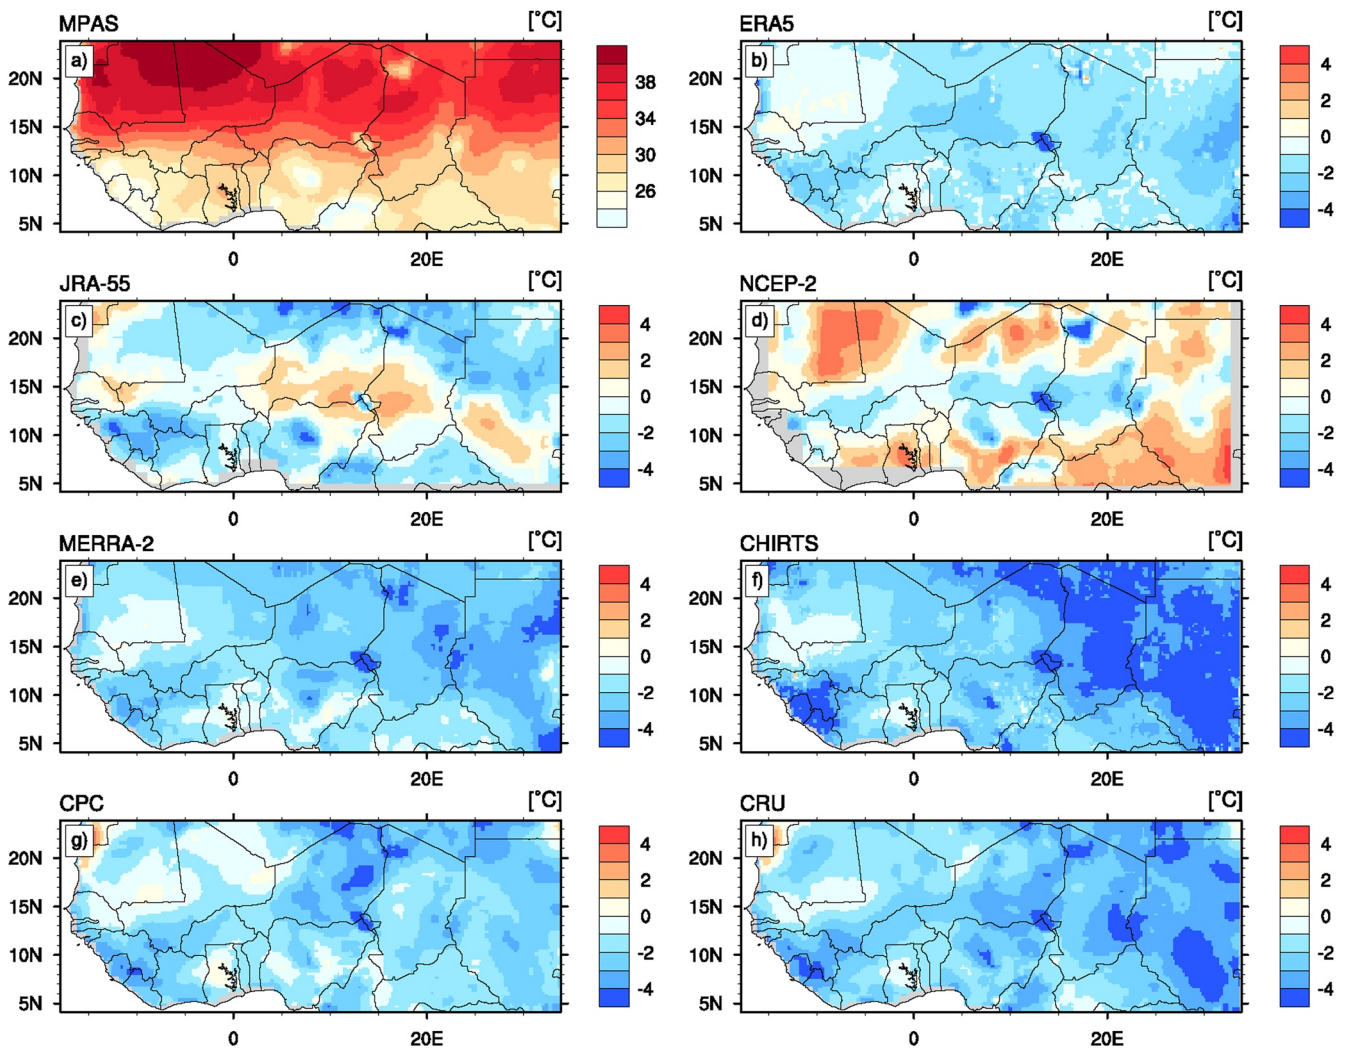 MPAS [°C]
a)
20N
15N
10N
5N
38
34
30
26
0 20E
ERA5 [°C]
b)
20N
15N
10N
5N
4
2
0
-2
-4
0 20E
JRA-55 [°C]
c)
20N
15N
10N
5N
4
2
0
-2
-4
0 20E
NCEP-2 [°C]
d)
20N
15N
10N
5N
4
2
0
-2
-4
0 20E
MERRA-2 [°C]
e)
20N
15N
10N
5N
4
2
0
-2
-4
0 20E
CHIRTS [°C]
f)
20N
15N
10N
5N
4
2
0
-2
-4
0 20E
CPC [°C]
g)
20N
15N
10N
5N
4
2
0
-2
-4
0 20E
CRU [°C]
h)
20N
15N
10N
5N
4
2
0
-2
-4
0 20E